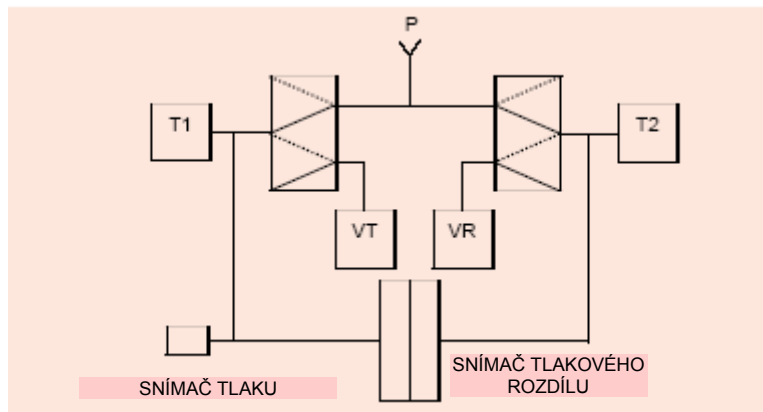 P
T1
T2
VT
VR
SNÍMAČ TLAKU
SNÍMAČ TLAKOVÉHO
ROZDÍLU